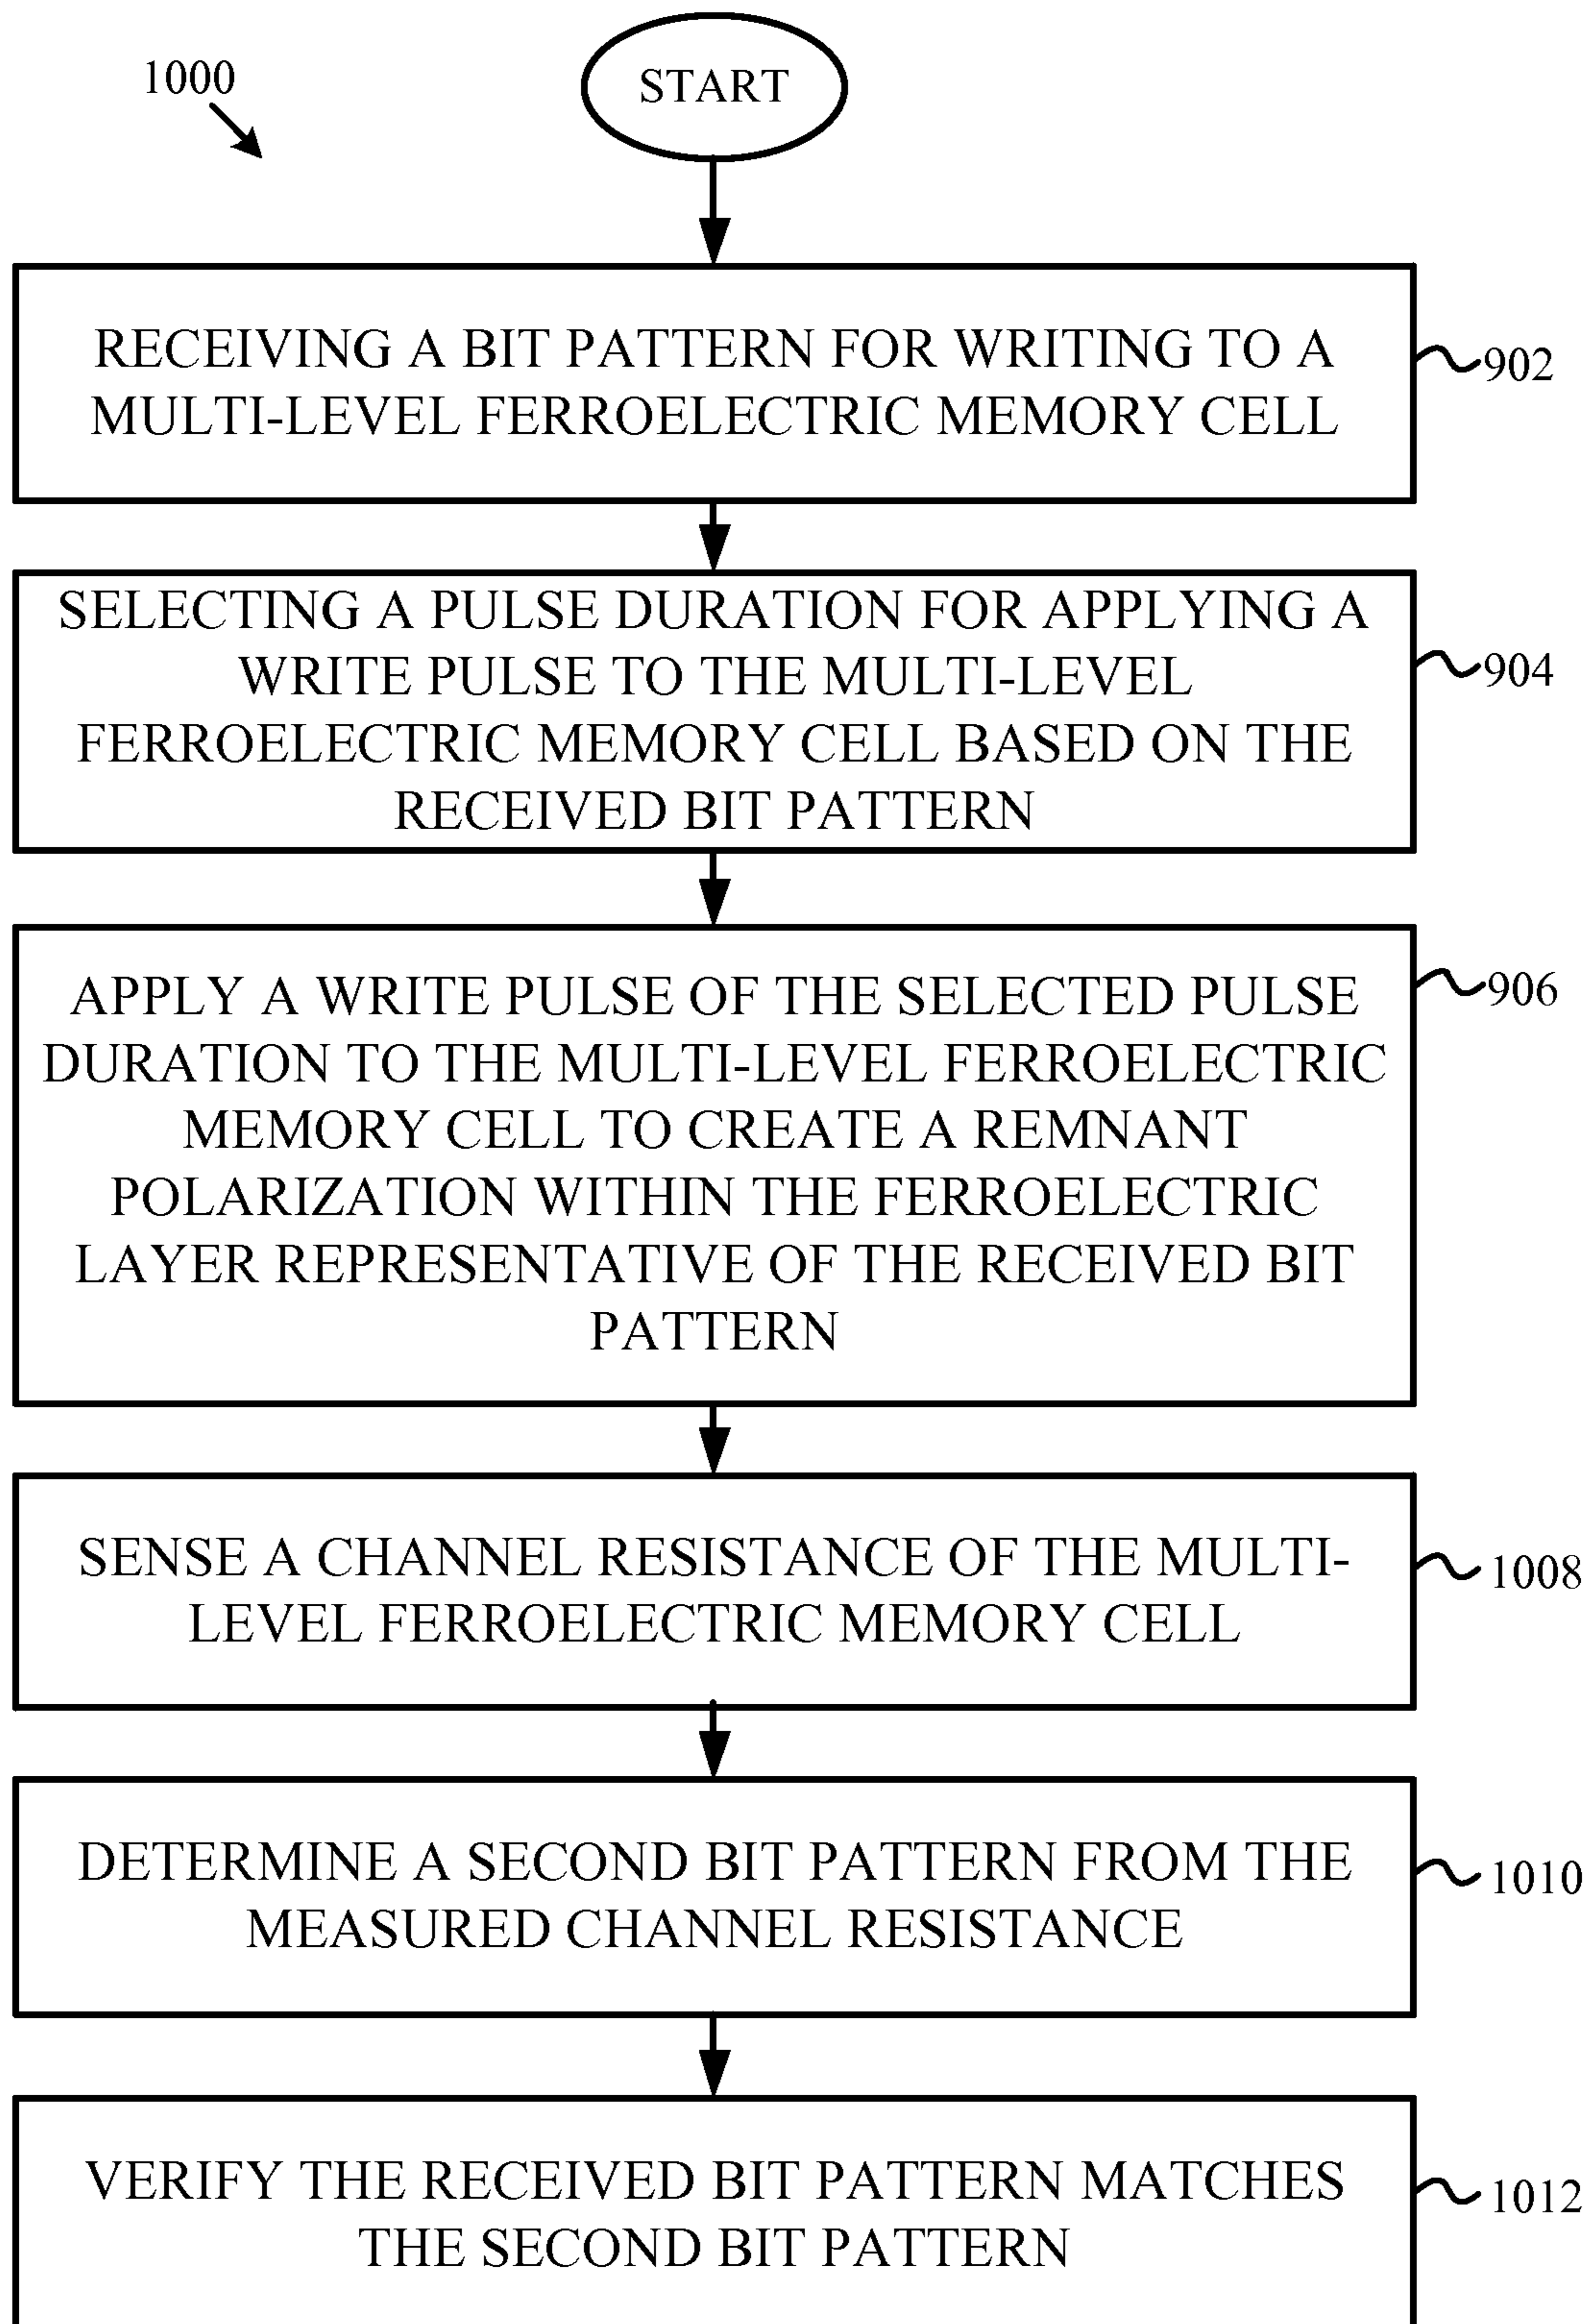 1000
START
RECEIVING A BIT PATTERN FOR WRITING TO A
MULTI-LEVEL FERROELECTRIC MEMORY CELL
902
SELECTING A PULSE DURATION FOR APPLYING A
WRITE PULSE TO THE MULTI-LEVEL
FERROELECTRIC MEMORY CELL BASED ON THE
RECEIVED BIT PATTERN
904
APPLY A WRITE PULSE OF THE SELECTED PULSE
DURATION TO THE MULTI-LEVEL FERROELECTRIC
MEMORY CELL TO CREATE A REMNANT
POLARIZATION WITHIN THE FERROELECTRIC
LAYER REPRESENTATIVE OF THE RECEIVED BIT
PATTERN
906
SENSE A CHANNEL RESISTANCE OF THE MULTI-
LEVEL FERROELECTRIC MEMORY CELL
1008
DETERMINE A SECOND BIT PATTERN FROM THE
MEASURED CHANNEL RESISTANCE
1010
VERIFY THE RECEIVED BIT PATTERN MATCHES
THE SECOND BIT PATTERN
1012